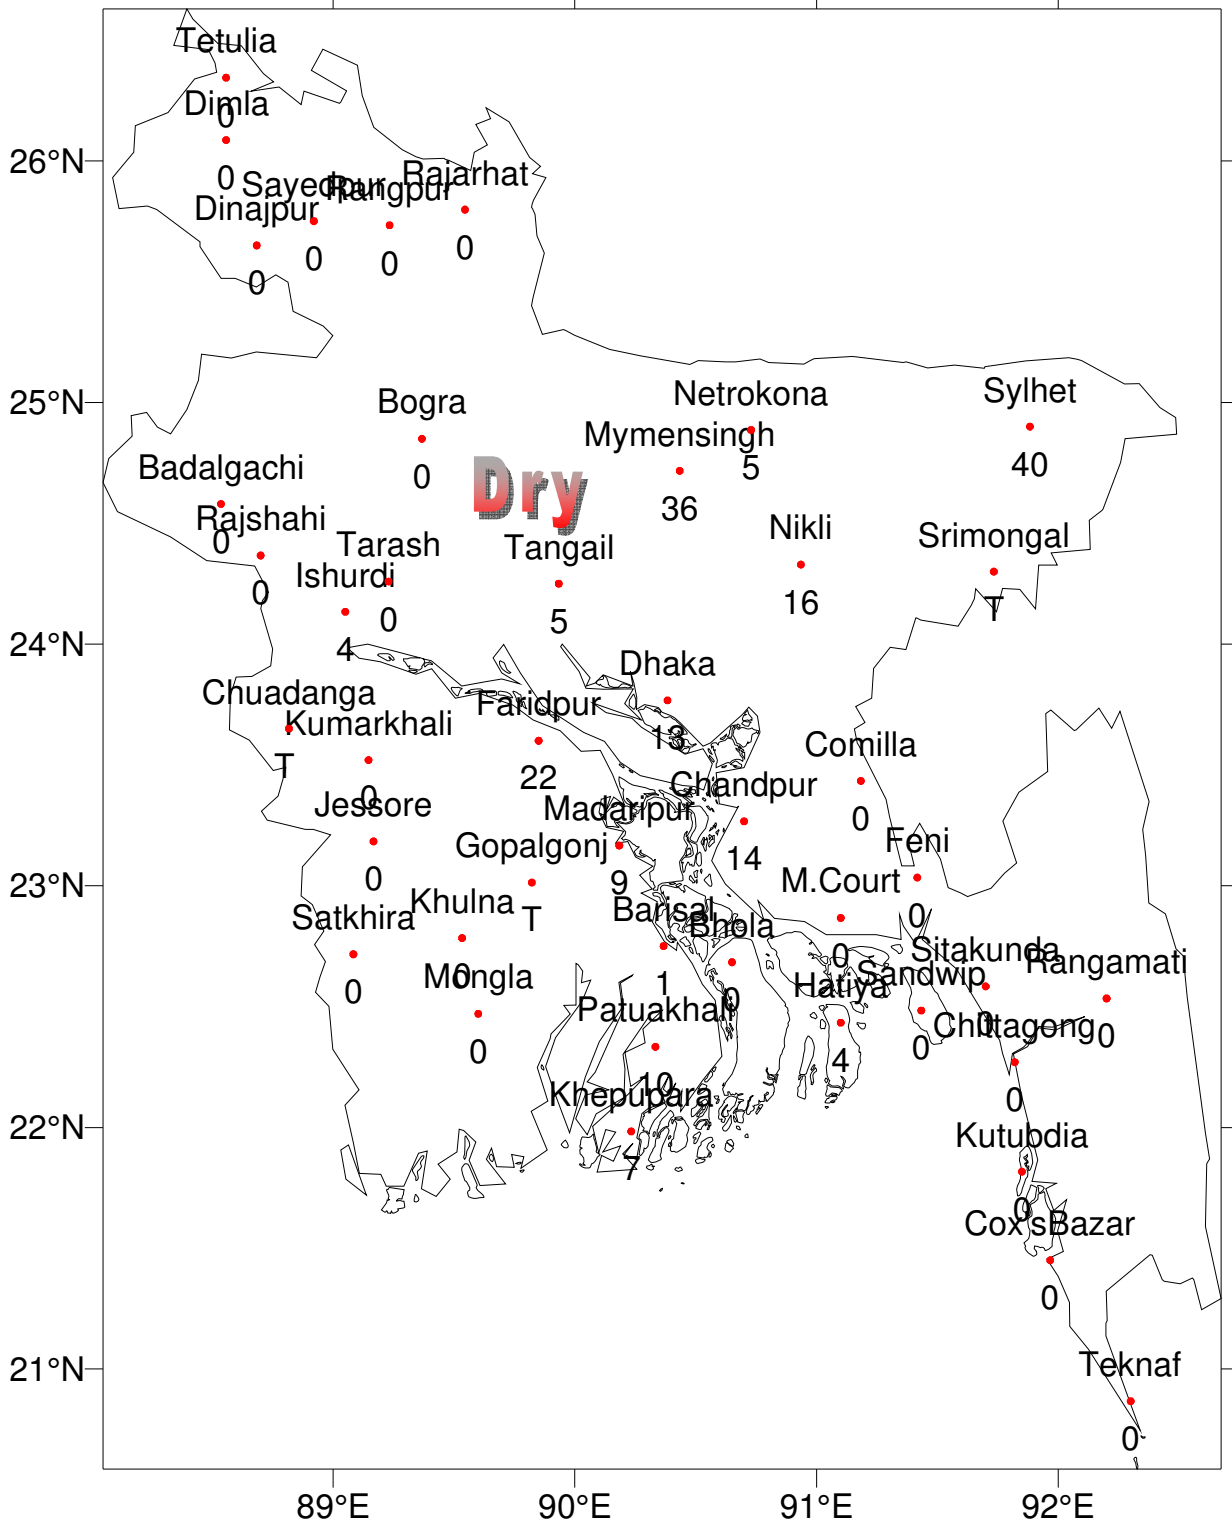 Tetulia
0
Dimla
0
26°N
Sayedpur
0
Rangpur
0
Rajarhat
0
Dinajpur
0
25°N
Bogra
0
Netrokona
5
Sylhet
40
Mymensingh
36
Badalgachi
0
Dry
Rajshahi
0
Tarash
0
Tangail
5
Nikli
16
Srimongal
T
Ishurdi
4
24°N
Dhaka
13
Chuadanga
T
Kumarkhali
0
Faridpur
22
Comilla
0
Chandpur
14
Jessore
0
Madaripur
9
Gopalgonj
T
Feni
0
23°N
M.Court
0
Khulna
0
Barisal
1
Satkhira
0
Bhola
0
Sitakunda
0
Rangamati
0
Mongla
0
Hatiya
4
Sandwip
0
Patuakhali
10
Chittagong
0
Khepupara
7
22°N
Kutubdia
0
Cox'sBazar
0
21°N
Teknaf
0
89°E
90°E
91°E
92°E